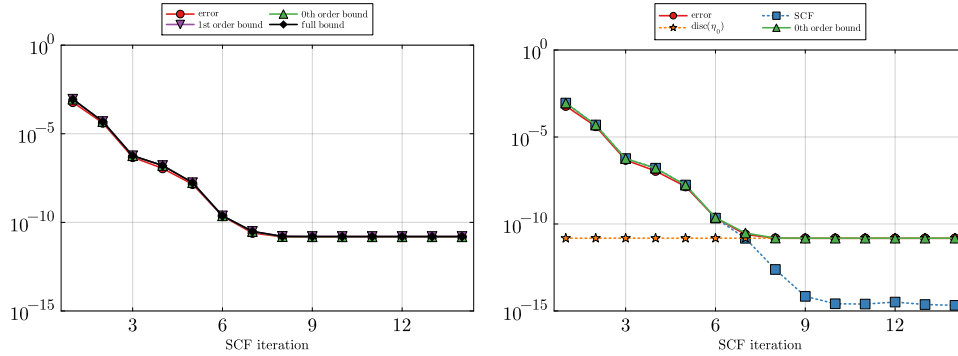 error 0th order bound
1st order bound full bound
10^0
10^-5
10^-10
10^-15
3 6 9 12
SCF iteration
error SCF
disc(η_0) 0th order bound
10^0
10^-5
10^-10
10^-15
3 6 9 12
SCF iteration